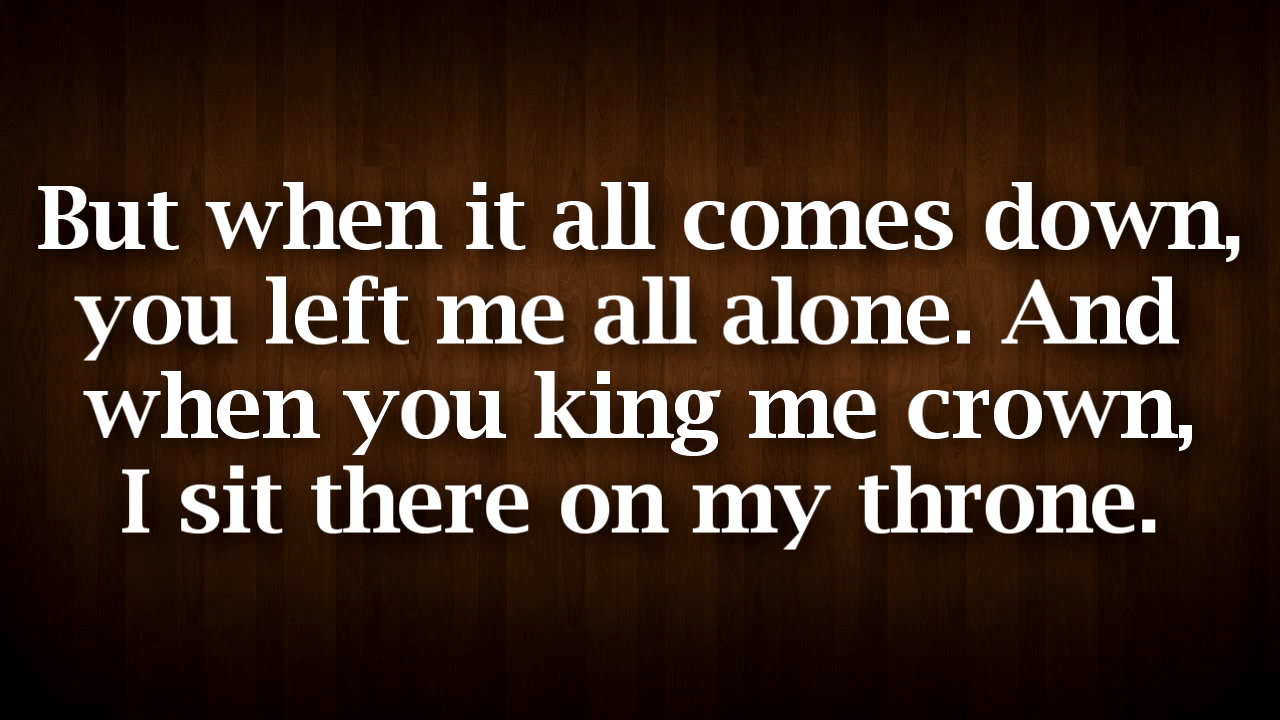 But when it all comes down,
you left me all alone. And
when you king me crown,
I sit there on my throne.